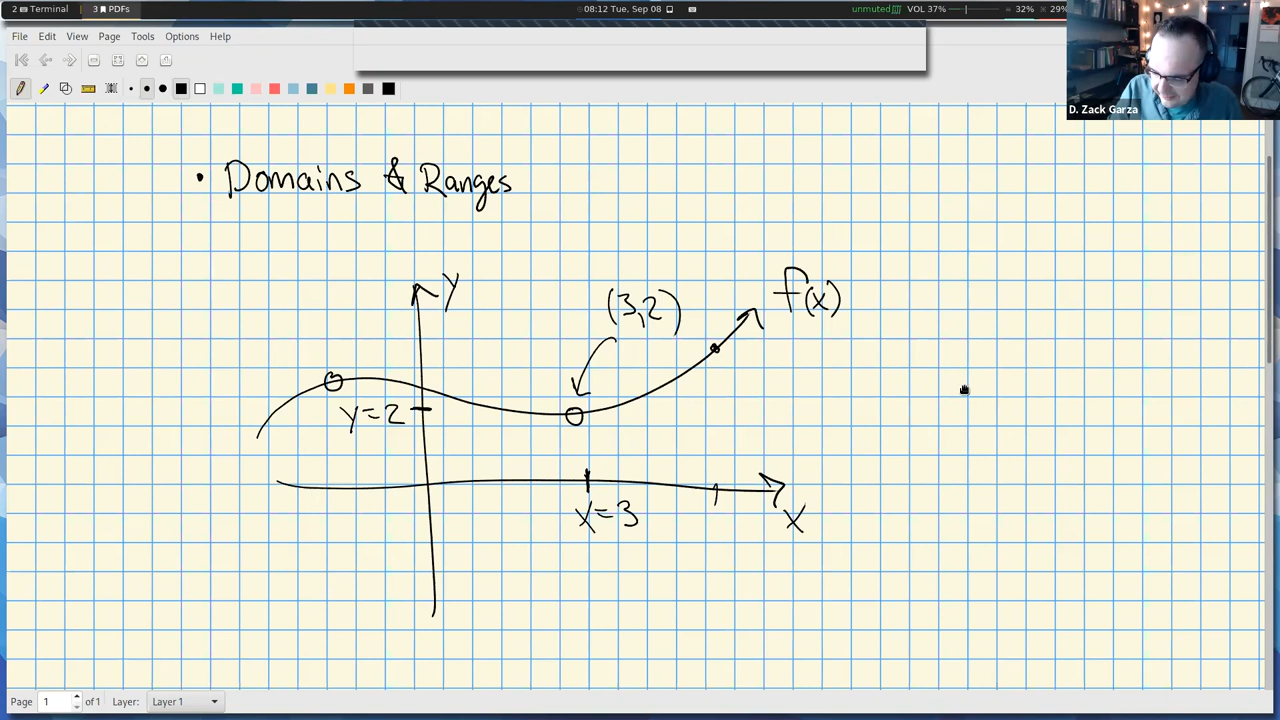 2 Terminal 3 PDFs 08:12 Tue, Sep 08 unmuted VOL 37% = 32% 29%
File Edit View Page Tools Options Help
D. Zack Garza
• Domains & Ranges
y
(3,2)
f(x)
y=2
x=3
x
Page 1 of 1 Layer: Layer 1